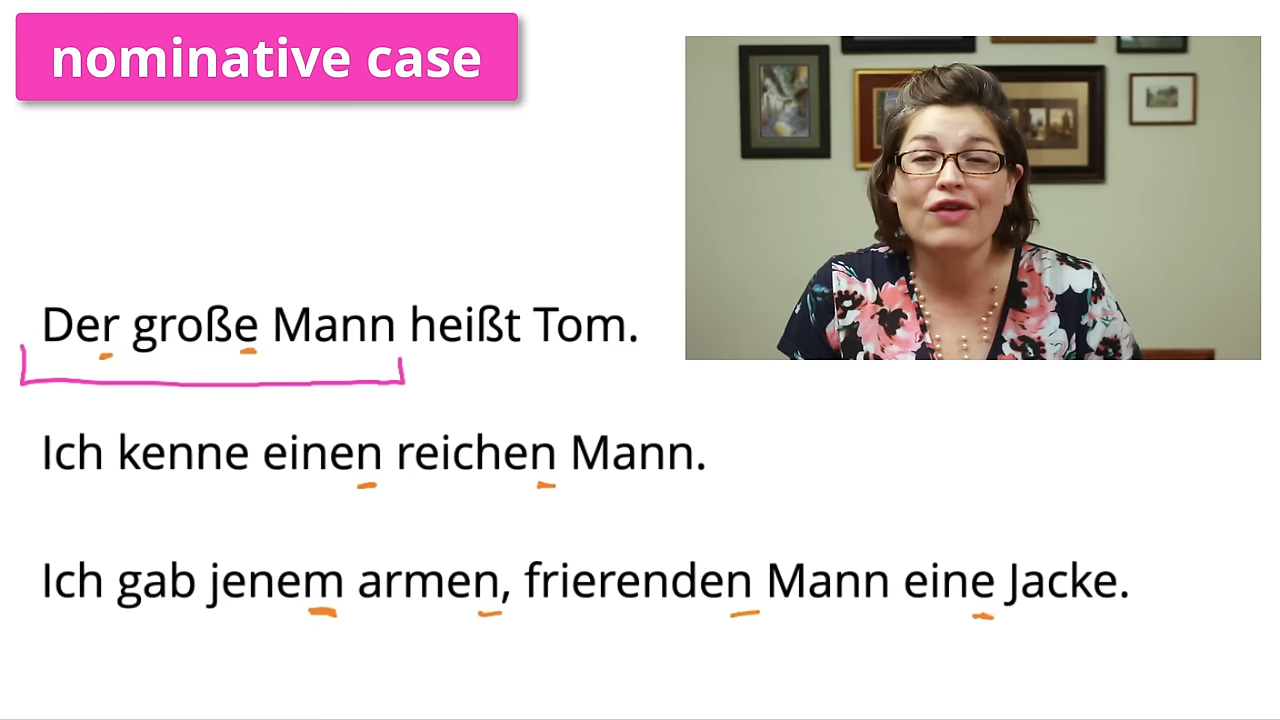 nominative case
Der große Mann heißt Tom.
Ich kenne einen reichen Mann.
Ich gab jenem armen, frierenden Mann eine Jacke.